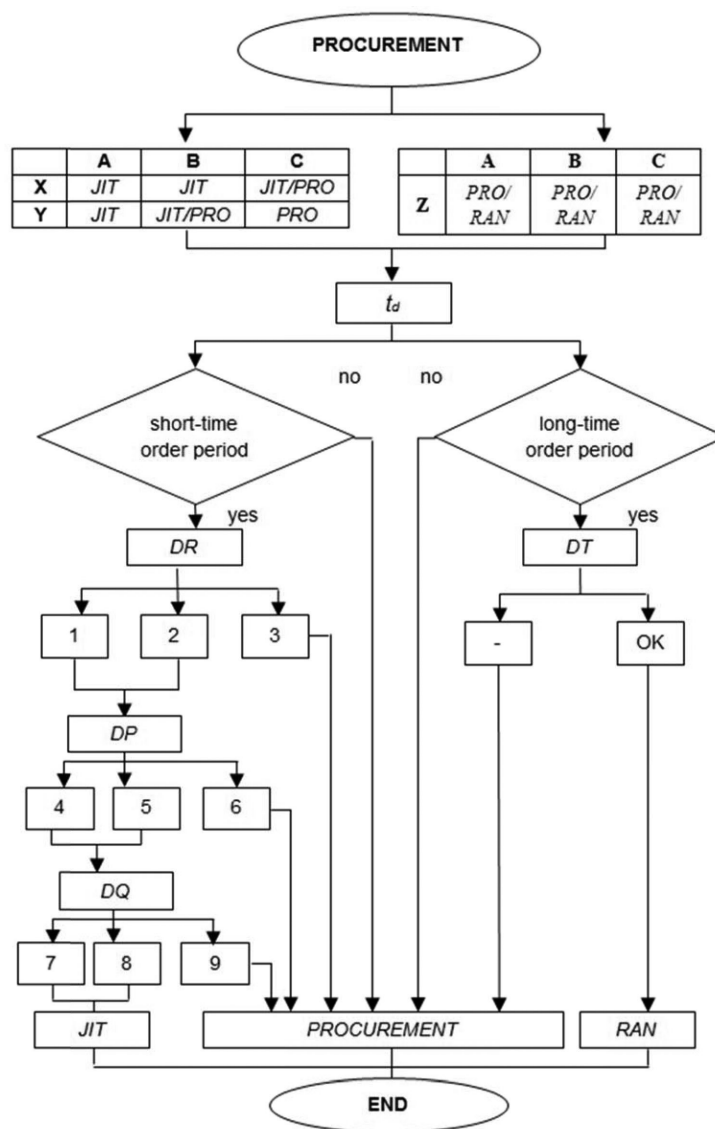 PROCUREMENT
A B C
X JIT JIT JIT/PRO
Y JIT JIT/PRO PRO
A B C
Z PRO/ PRO/ PRO/
RAN RAN RAN
td
no no
short-time
order period
long-time
order period
yes yes
DR DT
1 2 3 - OK
DP
4 5 6
DQ
7 8 9
JIT PROCUREMENT RAN
END